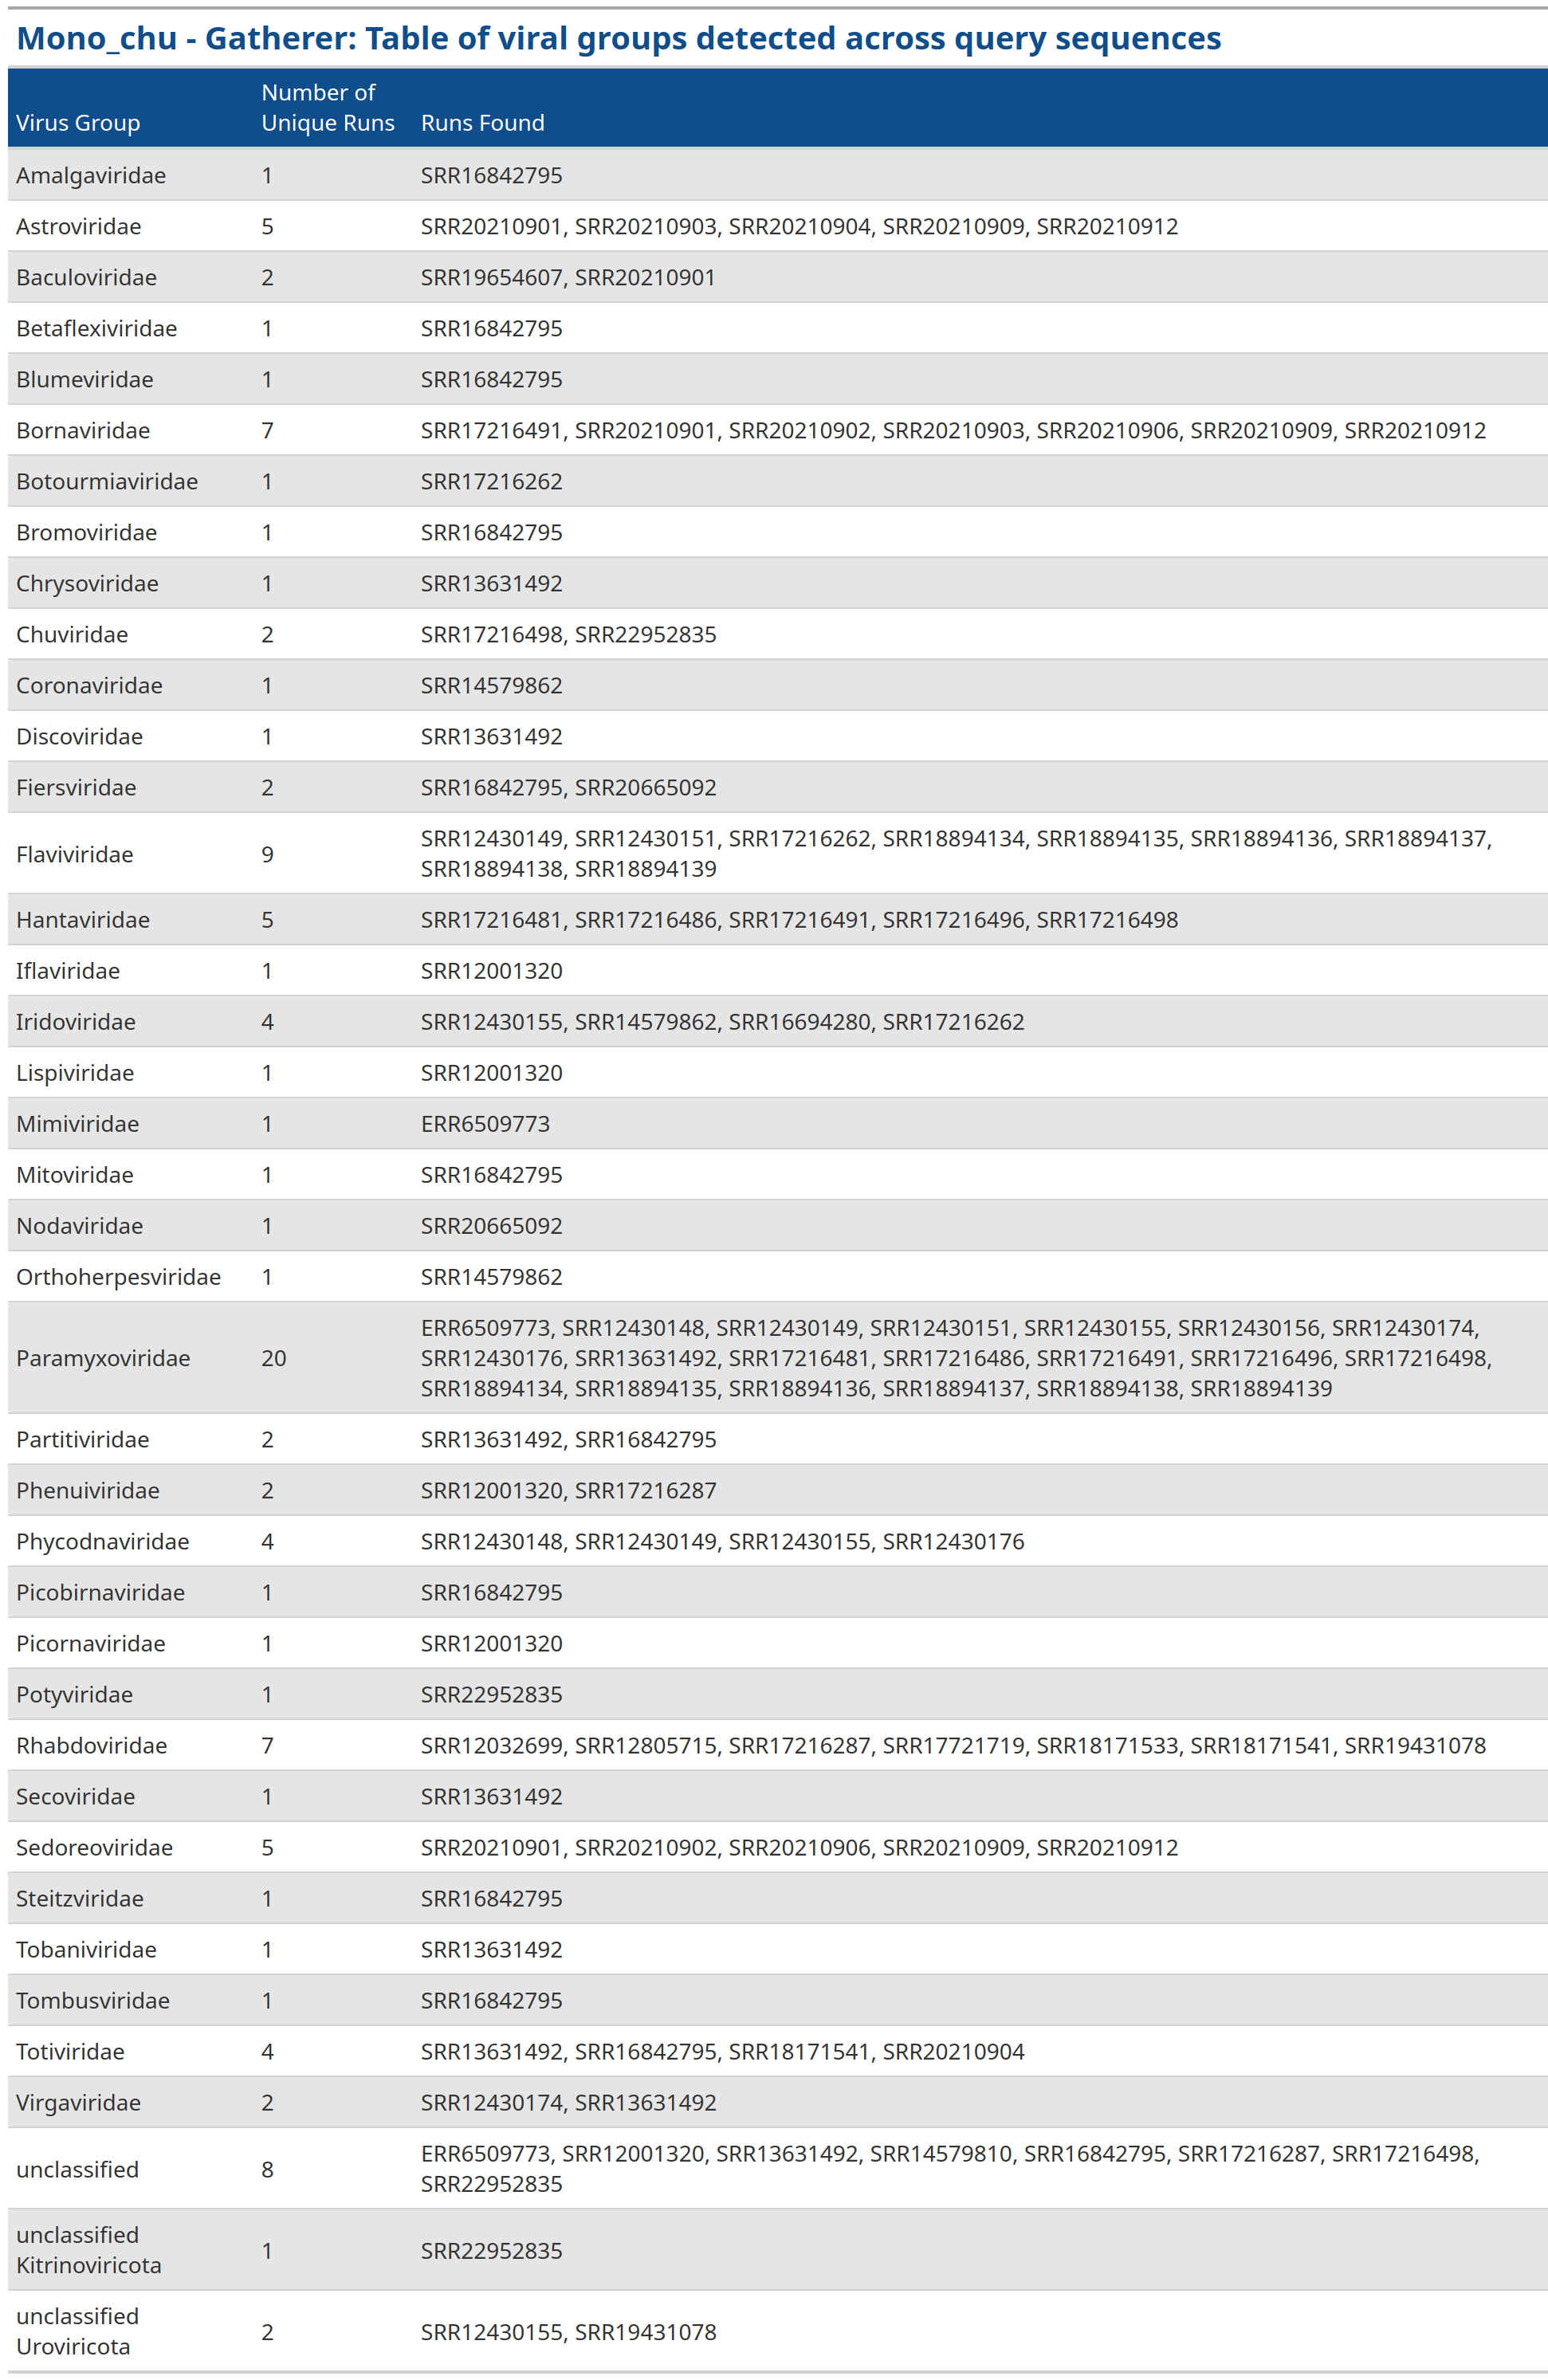 Mono_chu - Gatherer: Table of viral groups detected across query sequences
Virus Group Number of Unique Runs Runs Found
Amalgaviridae 1 SRR16842795
Astroviridae 5 SRR20210901, SRR20210903, SRR20210904, SRR20210909, SRR20210912
Baculoviridae 2 SRR19654607, SRR20210901
Betaflexiviridae 1 SRR16842795
Blumeviridae 1 SRR16842795
Bornaviridae 7 SRR17216491, SRR20210901, SRR20210902, SRR20210903, SRR20210906, SRR20210909, SRR20210912
Botourmiaviridae 1 SRR17216262
Bromoviridae 1 SRR16842795
Chrysoviridae 1 SRR13631492
Chuviridae 2 SRR17216498, SRR22952835
Coronaviridae 1 SRR14579862
Discoviridae 1 SRR13631492
Fiersviridae 2 SRR16842795, SRR20665092
Flaviviridae 9 SRR12430149, SRR12430151, SRR17216262, SRR18894134, SRR18894135, SRR18894136, SRR18894137,
SRR18894138, SRR18894139
Hantaviridae 5 SRR17216481, SRR17216486, SRR17216491, SRR17216496, SRR17216498
Iflaviridae 1 SRR12001320
Iridoviridae 4 SRR12430155, SRR14579862, SRR16694280, SRR17216262
Lispiviridae 1 SRR12001320
Mimiviridae 1 ERR6509773
Mitoviridae 1 SRR16842795
Nodaviridae 1 SRR20665092
Orthoherpesviridae 1 SRR14579862
Paramyxoviridae 20 ERR6509773, SRR12430148, SRR12430149, SRR12430151, SRR12430155, SRR12430156, SRR12430174,
SRR12430176, SRR13631492, SRR17216481, SRR17216486, SRR17216491, SRR17216496, SRR17216498,
SRR18894134, SRR18894135, SRR18894136, SRR18894137, SRR18894138, SRR18894139
Partitiviridae 2 SRR13631492, SRR16842795
Phenuiviridae 2 SRR12001320, SRR17216287
Phycodnaviridae 4 SRR12430148, SRR12430149, SRR12430155, SRR12430176
Picobirnaviridae 1 SRR16842795
Picornaviridae 1 SRR12001320
Potyviridae 1 SRR22952835
Rhabdoviridae 7 SRR12032699, SRR12805715, SRR17216287, SRR17721719, SRR18171533, SRR18171541, SRR19431078
Secoviridae 1 SRR13631492
Sedoreoviridae 5 SRR20210901, SRR20210902, SRR20210906, SRR20210909, SRR20210912
Steitzviridae 1 SRR16842795
Tobaniviridae 1 SRR13631492
Tombusviridae 1 SRR16842795
Totiviridae 4 SRR13631492, SRR16842795, SRR18171541, SRR20210904
Virgaviridae 2 SRR12430174, SRR13631492
unclassified 8 ERR6509773, SRR12001320, SRR13631492, SRR14579810, SRR16842795, SRR17216287, SRR17216498,
SRR22952835
unclassified
Kitrinoviricota 1 SRR22952835
unclassified
Uroviricota 2 SRR12430155, SRR19431078